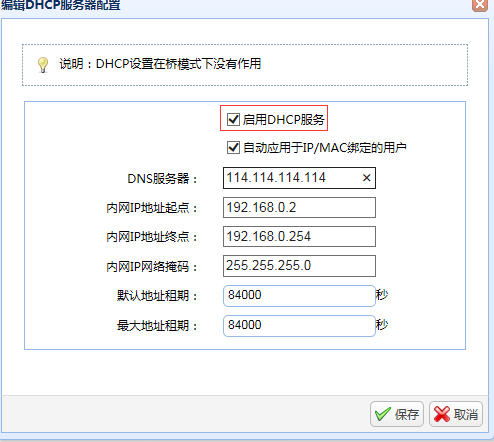 编辑DHCP服务器配置
说明：DHCP设置在桥模式下没有作用
启用DHCP服务
自动应用于IP/MAC绑定的用户
DNS服务器： 114.114.114.114
内网IP地址起点： 192.168.0.2
内网IP地址终点： 192.168.0.254
内网IP网络掩码： 255.255.255.0
默认地址租期： 84000 秒
最大地址租期： 84000 秒
保存 取消